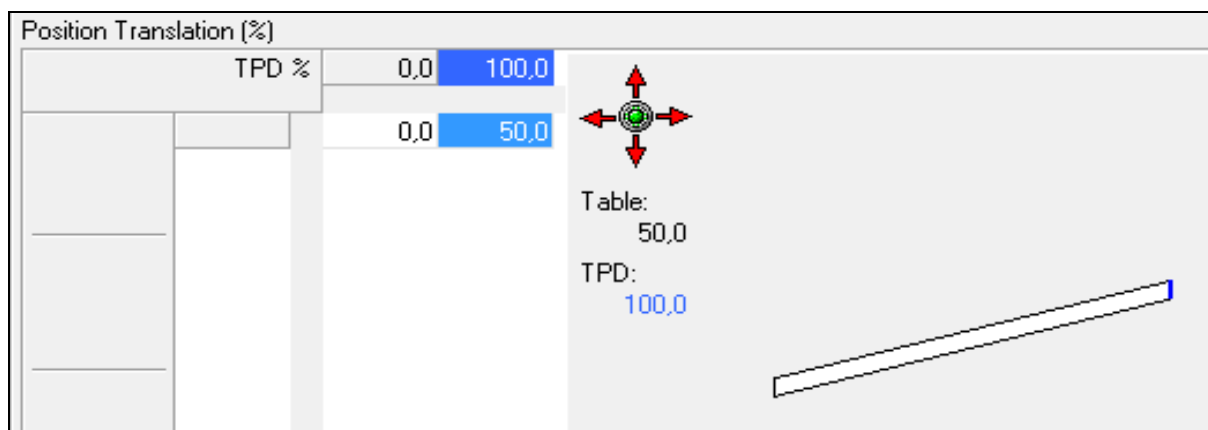 Position Translation (%)
TPD % 0,0 100,0
0,0 50,0
Table:
50,0
TPD:
100,0